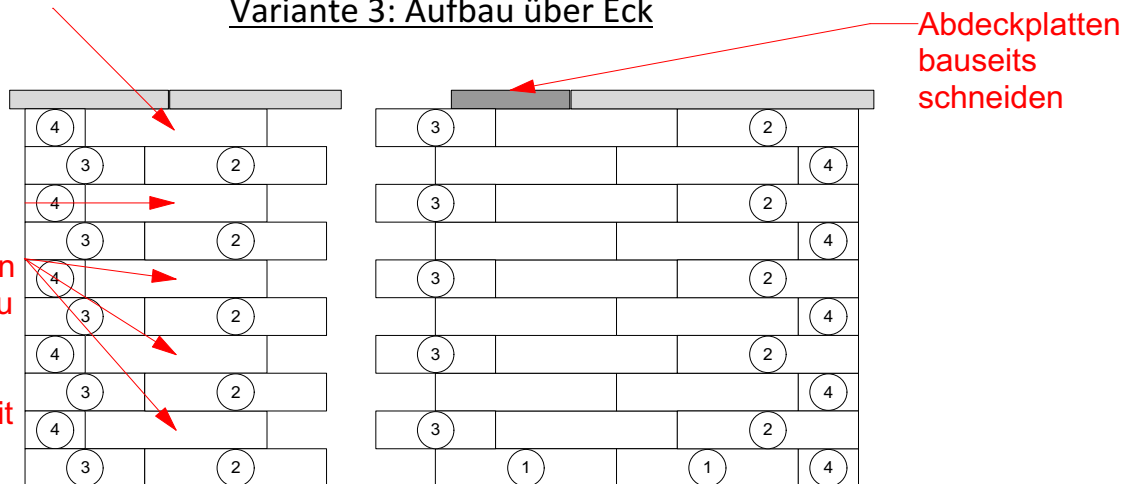 Variante 3: Aufbau über Eck
Abdeckplatten
bauseits
schneiden
4 3 2
3 2 4
4 3 2
3 2 4
n 4 3 2
u 3 2 4
4 3 2
3 2 4
it 4 3 2
3 2 1 1 4